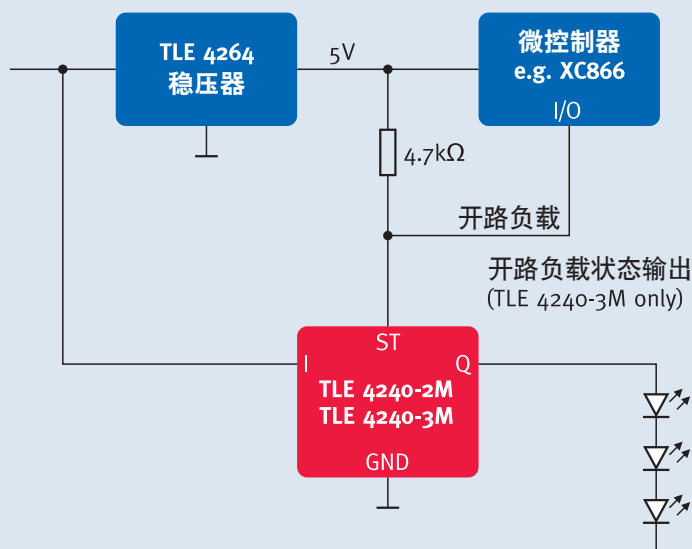 TLE 4264
稳压器
5V
微控制器
e.g. XC866
I/O
4.7kΩ
开路负载
开路负载状态输出
(TLE 4240-3M only)
ST
I
Q
TLE 4240-2M
TLE 4240-3M
GND